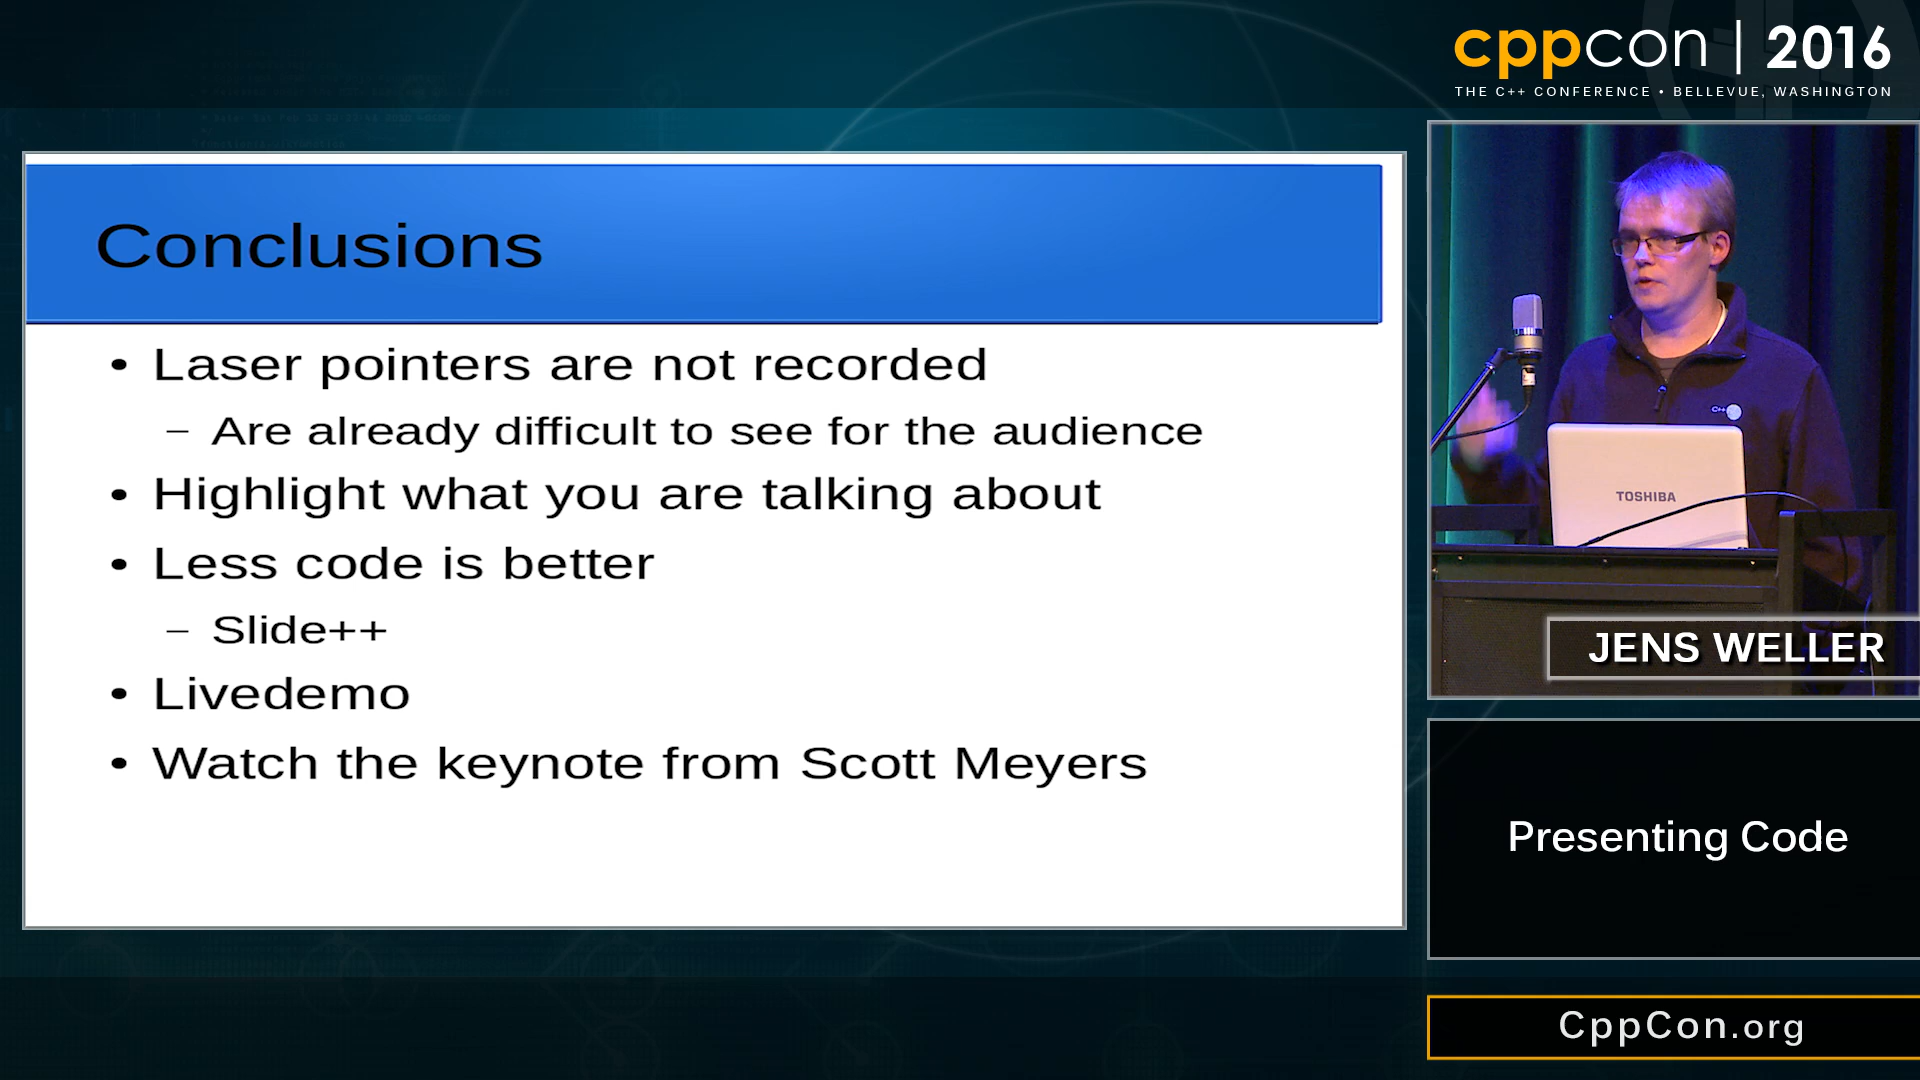 cppcon | 2016
THE C++ CONFERENCE • BELLEVUE, WASHINGTON
Conclusions
• Laser pointers are not recorded
– Are already difficult to see for the audience
• Highlight what you are talking about
• Less code is better
– Slide++
• Livedemo
• Watch the keynote from Scott Meyers
C++
TOSHIBA
JENS WELLER
Presenting Code
CppCon.org